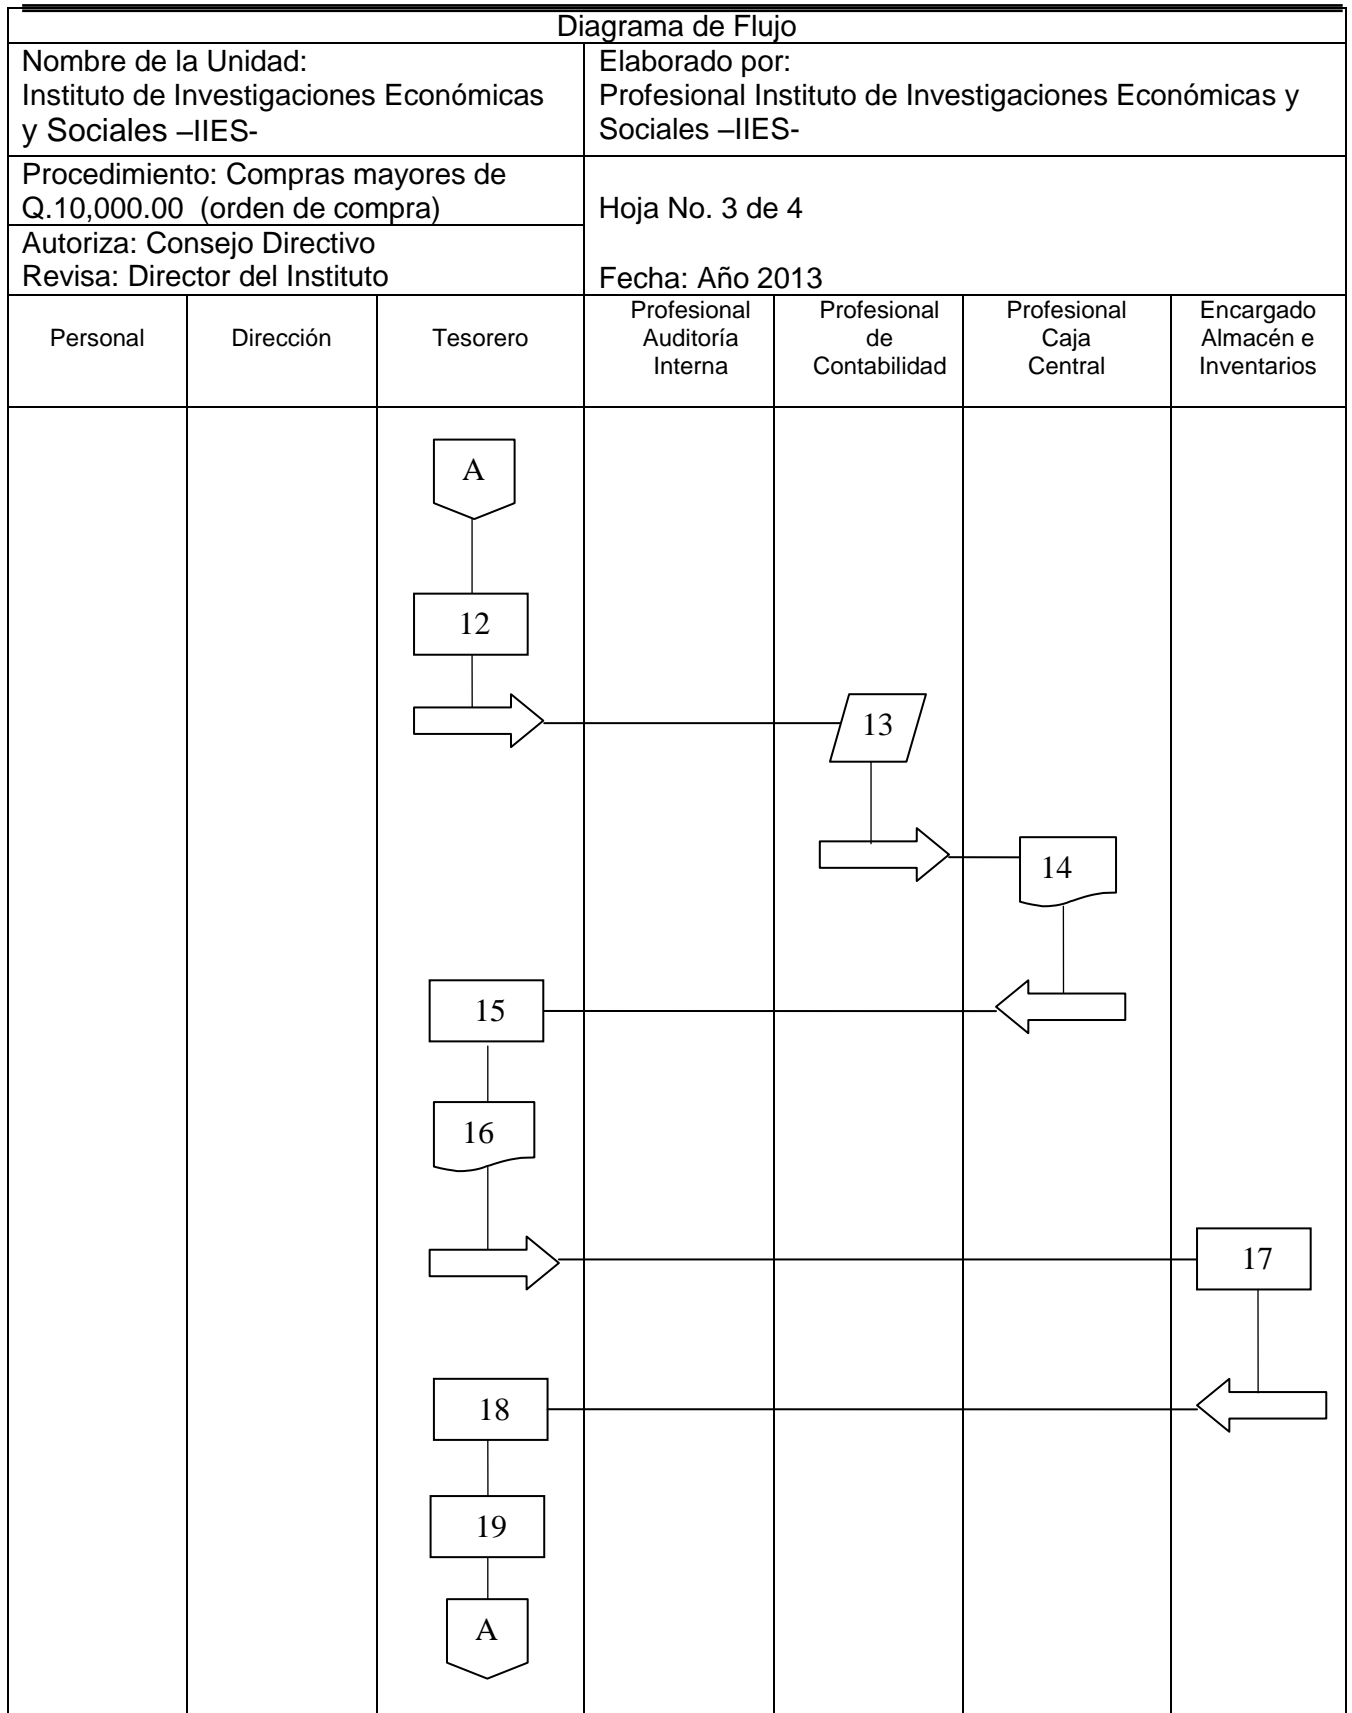 Diagrama de Flujo
Nombre de la Unidad:
Instituto de Investigaciones Económicas
y Sociales –IIES-
Elaborado por:
Profesional Instituto de Investigaciones Económicas y
Sociales –IIES-
Procedimiento: Compras mayores de
Q.10,000.00 (orden de compra)
Autoriza: Consejo Directivo
Revisa: Director del Instituto
Hoja No. 3 de 4
Fecha: Año 2013
Personal
Dirección
Tesorero
Profesional
Auditoría
Interna
Profesional
de
Contabilidad
Profesional
Caja
Central
Encargado
Almacén e
Inventarios
A
12
13
14
15
16
17
18
19
A